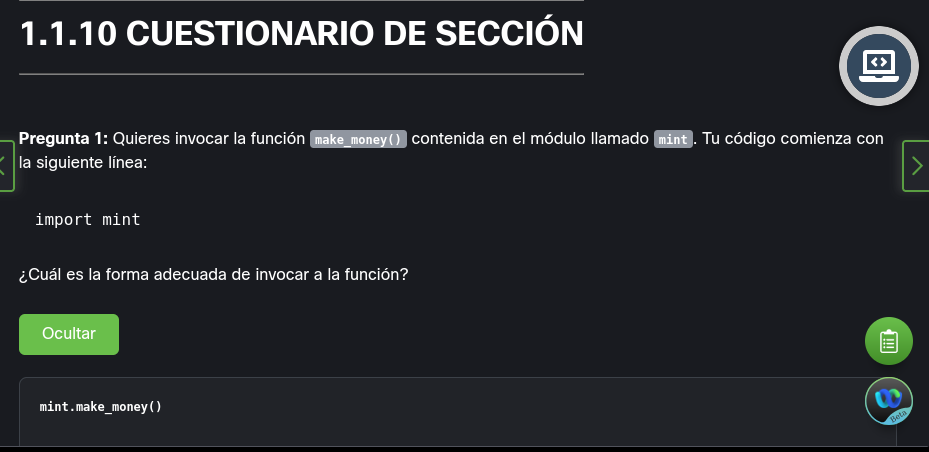 1.1.10 CUESTIONARIO DE SECCIÓN
Pregunta 1: Quieres invocar la función make_money() contenida en el módulo llamado mint. Tu código comienza con
la siguiente línea:
import mint
¿Cuál es la forma adecuada de invocar a la función?
Ocultar
mint.make_money()
Beta